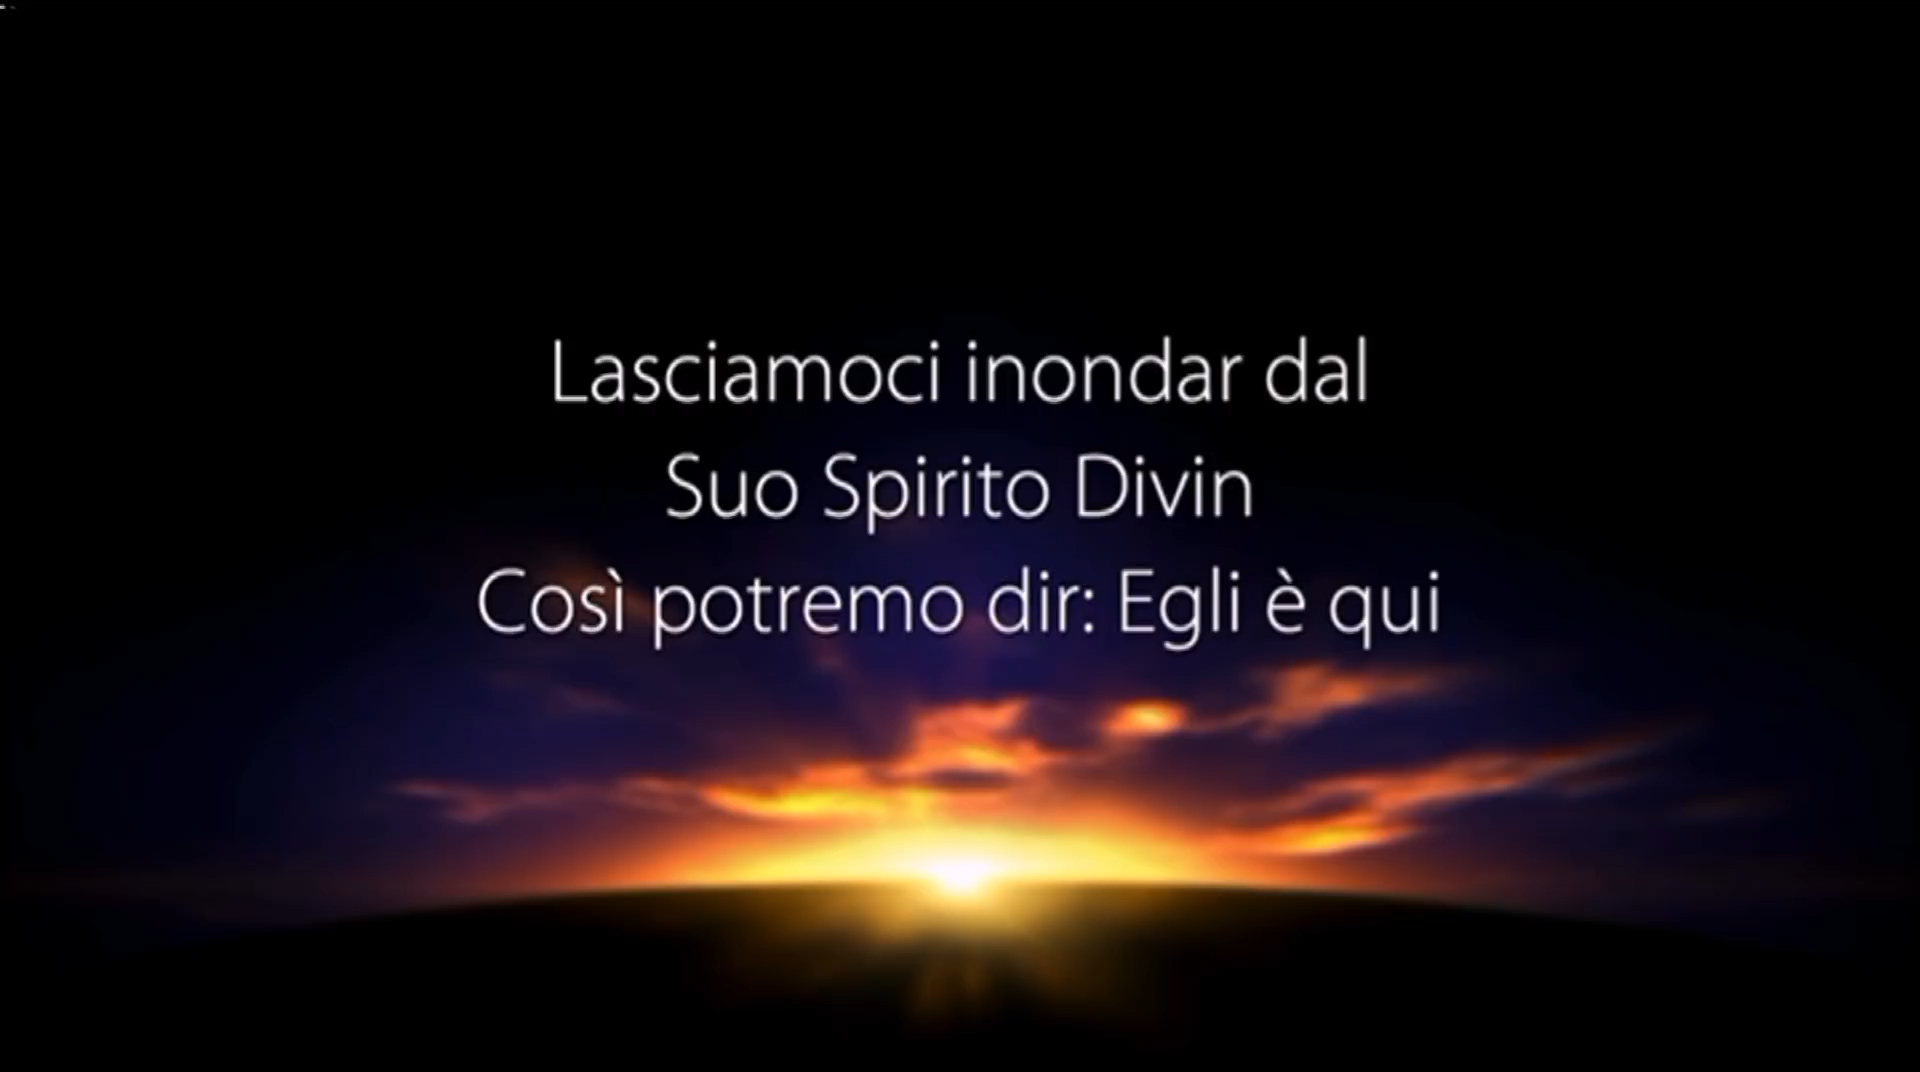 Lasciamoci inondar dal
Suo Spirito Divin
Così potremo dir: Egli è qui